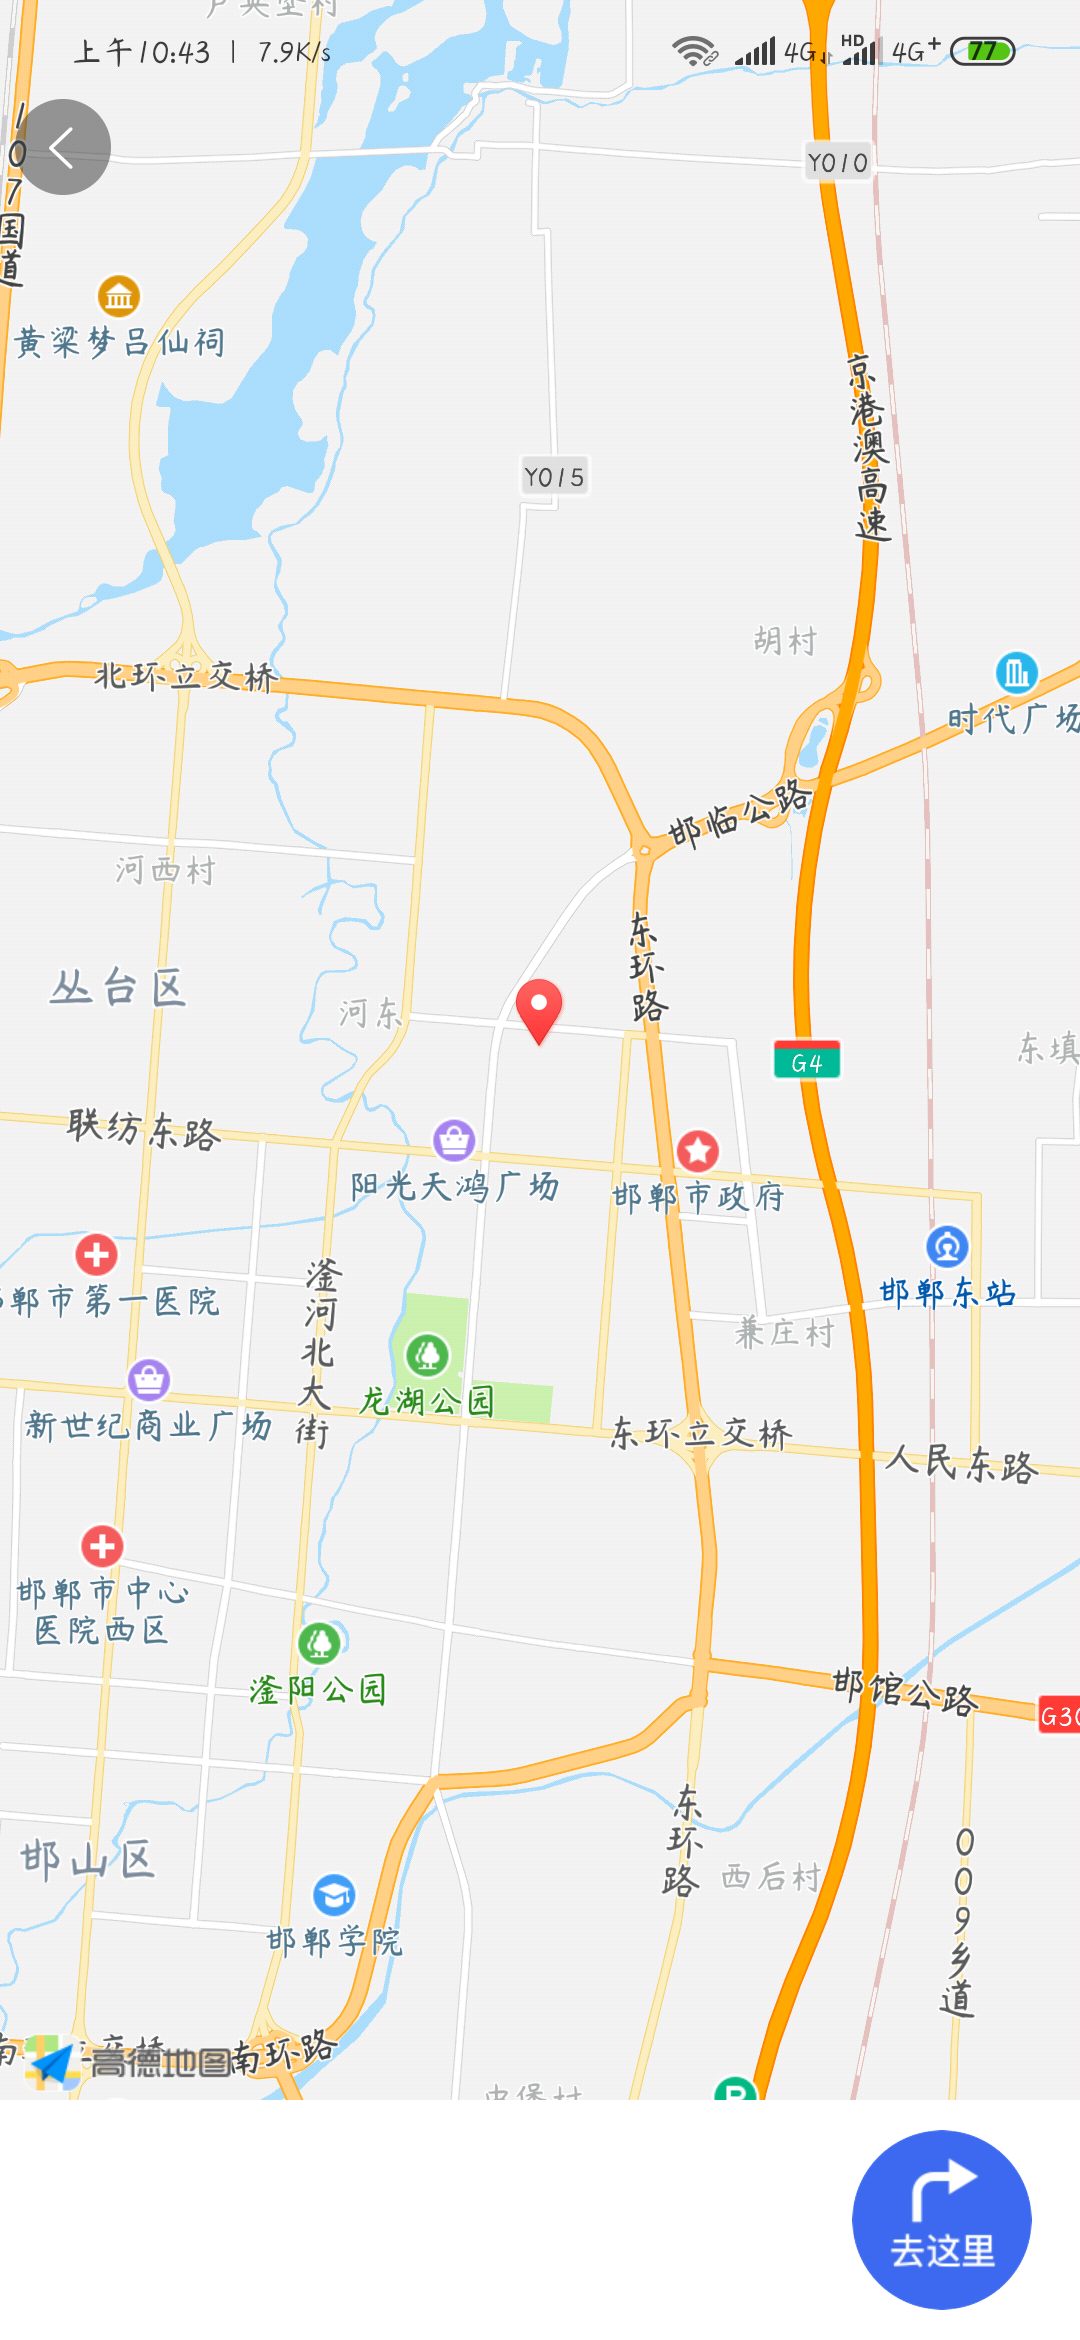 上午10:43 | 7.9K/s
4G
HD
4G+
77
Y010
107国道
黄粱梦吕仙祠
京港澳高速
Y015
胡村
时代广场
北环立交桥
邯临公路
河西村
东环路
丛台区
河东
G4
东填
联纺东路
阳光天鸿广场
邯郸市政府
邯郸市第一医院
邯郸东站
滏河北大街
兼庄村
龙湖公园
新世纪商业广场
东环立交桥
人民东路
邯郸市中心
医院西区
滏阳公园
邯馆公路
G30
东环路
西后村
009乡道
邯山区
邯郸学院
高德地图
南环路
去这里